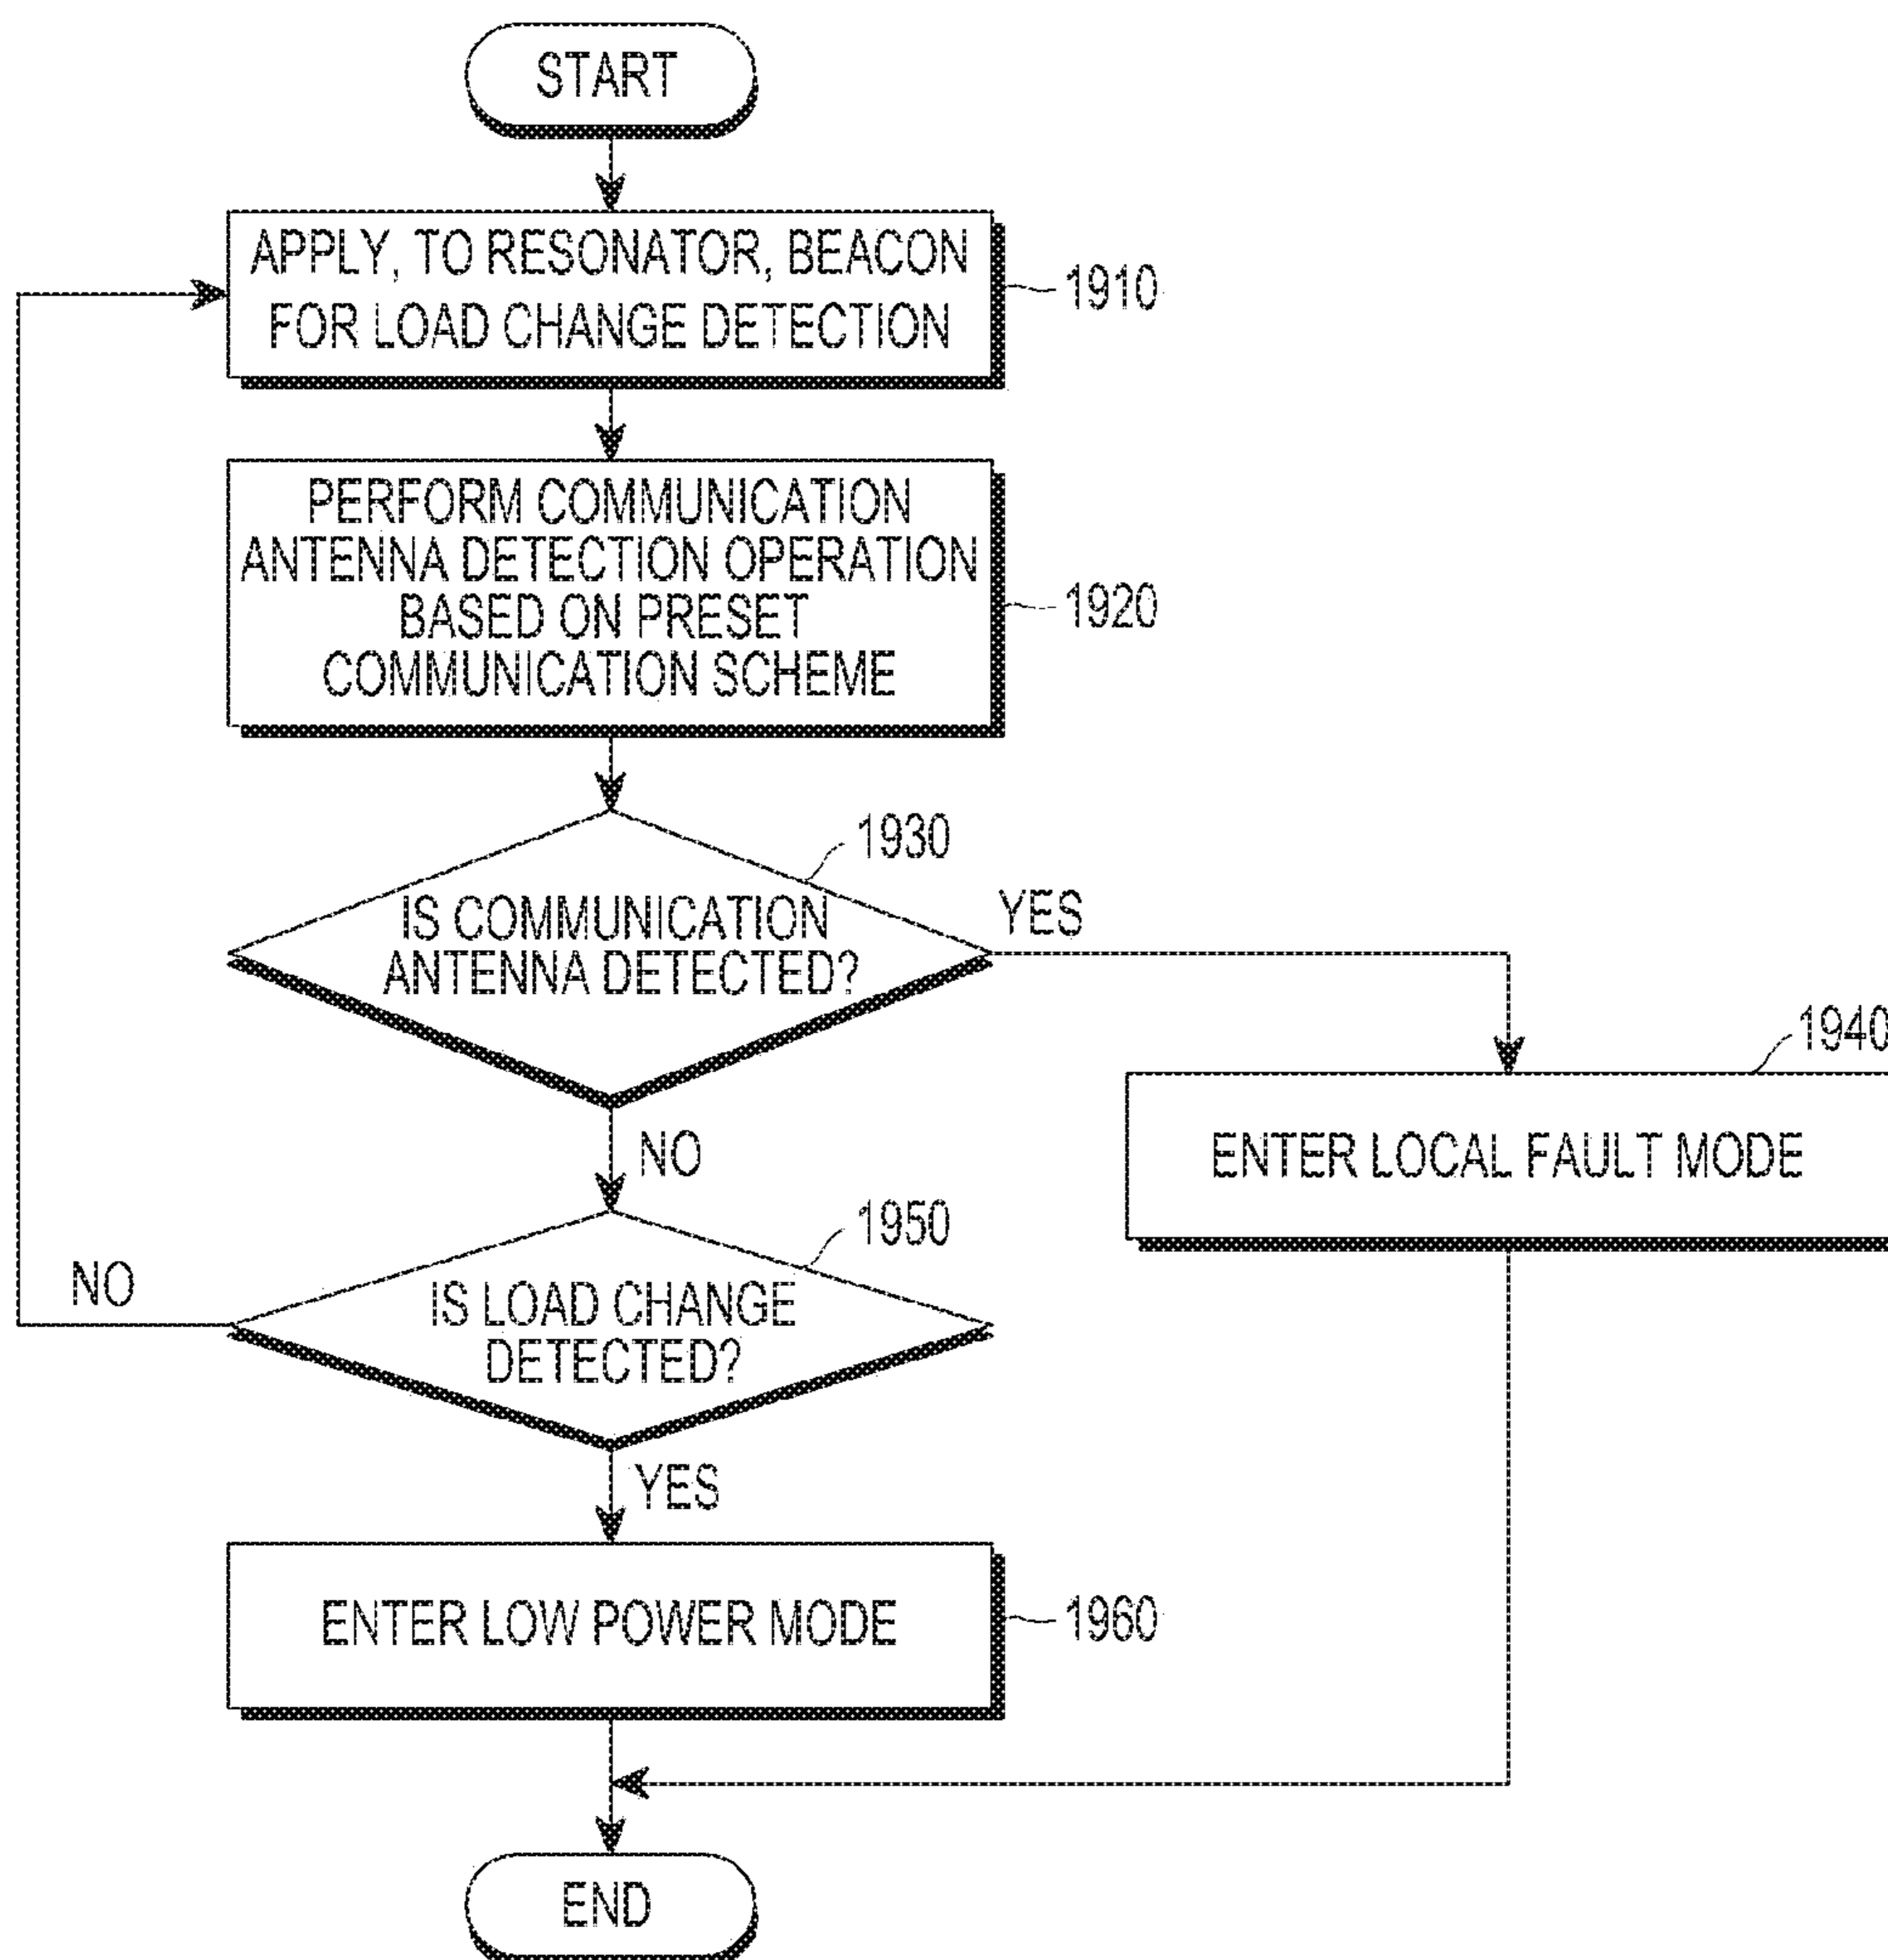 START
APPLY, TO RESONATOR, BEACON
FOR LOAD CHANGE DETECTION
1910
PERFORM COMMUNICATION
ANTENNA DETECTION OPERATION
BASED ON PRESET
COMMUNICATION SCHEME
1920
1930
IS COMMUNICATION
ANTENNA DETECTED?
YES
NO
1940
ENTER LOCAL FAULT MODE
1950
IS LOAD CHANGE
DETECTED?
NO
YES
ENTER LOW POWER MODE
1960
END